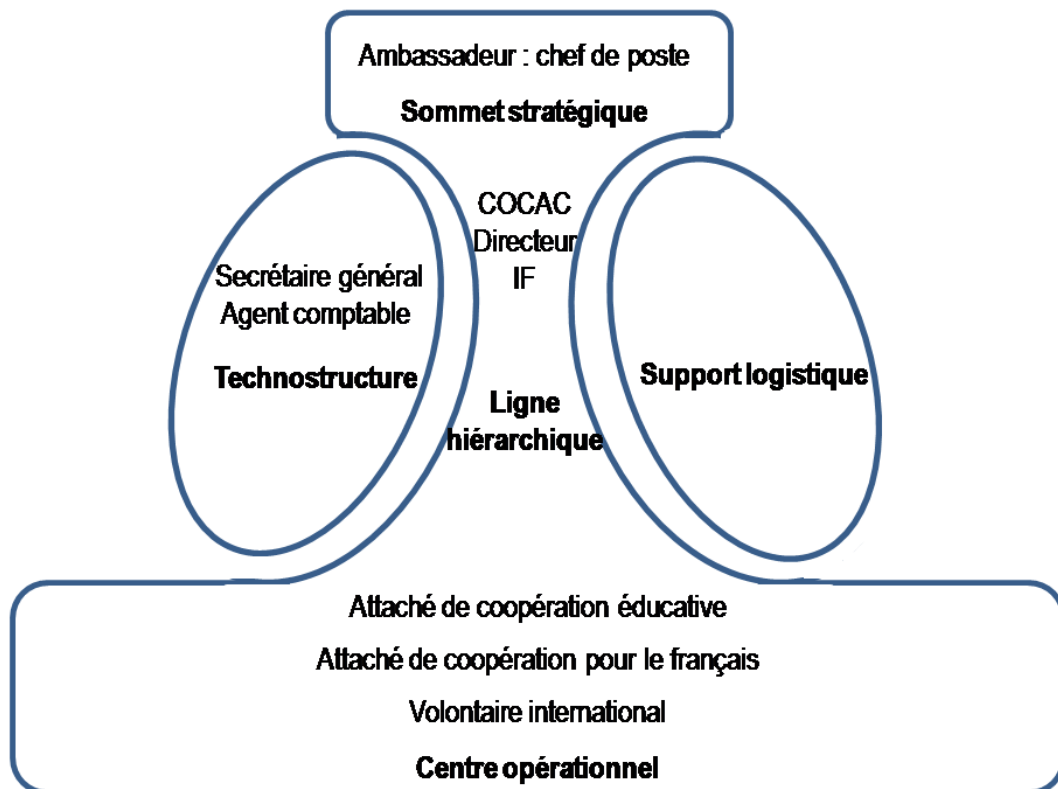 Ambassadeur : chef de poste
Sommet stratégique
COCAC
Directeur
IF
Secrétaire général
Agent comptable
Technostructure
Support logistique
Ligne
hiérarchique
Attaché de coopération éducative
Attaché de coopération pour le français
Volontaire international
Centre opérationnel